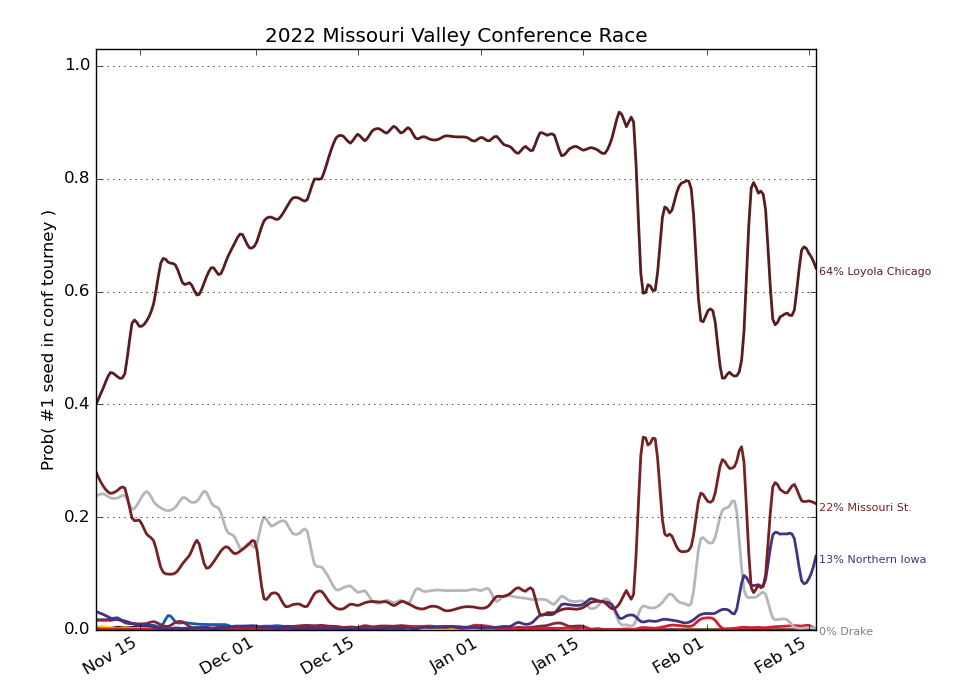 2022 Missouri Valley Conference Race
Prob( #1 seed in conf tourney )
1.0
0.8
0.6
0.4
0.2
0.0
64% Loyola Chicago
22% Missouri St.
13% Northern Iowa
0% Drake
Nov 15
Dec 01
Dec 15
Jan 01
Jan 15
Feb 01
Feb 15